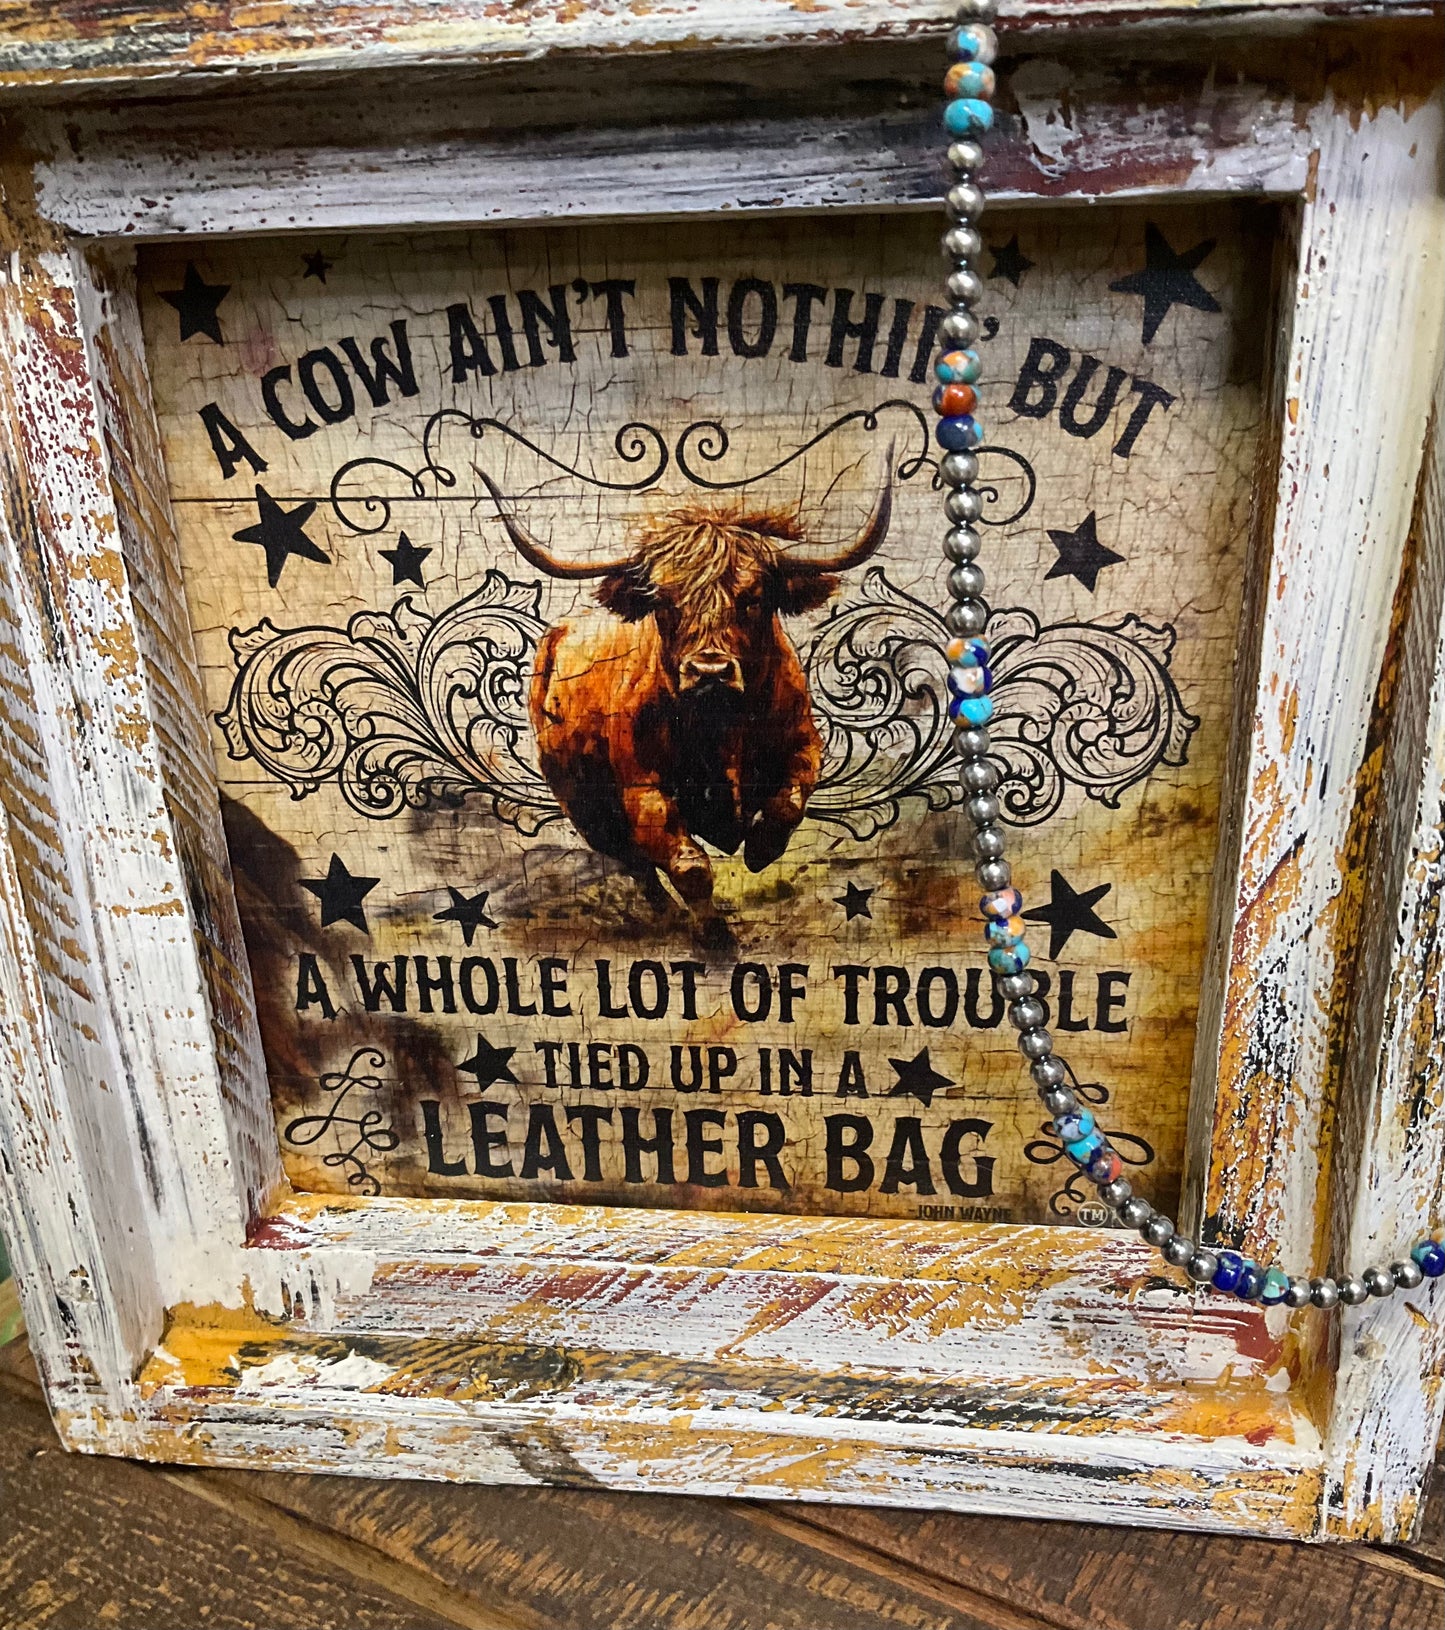 A COW AIN'T NOTHIN' BUT
A WHOLE LOT OF TROUBLE
TIED UP IN A
LEATHER BAG
-JOHN WAYNE
TM